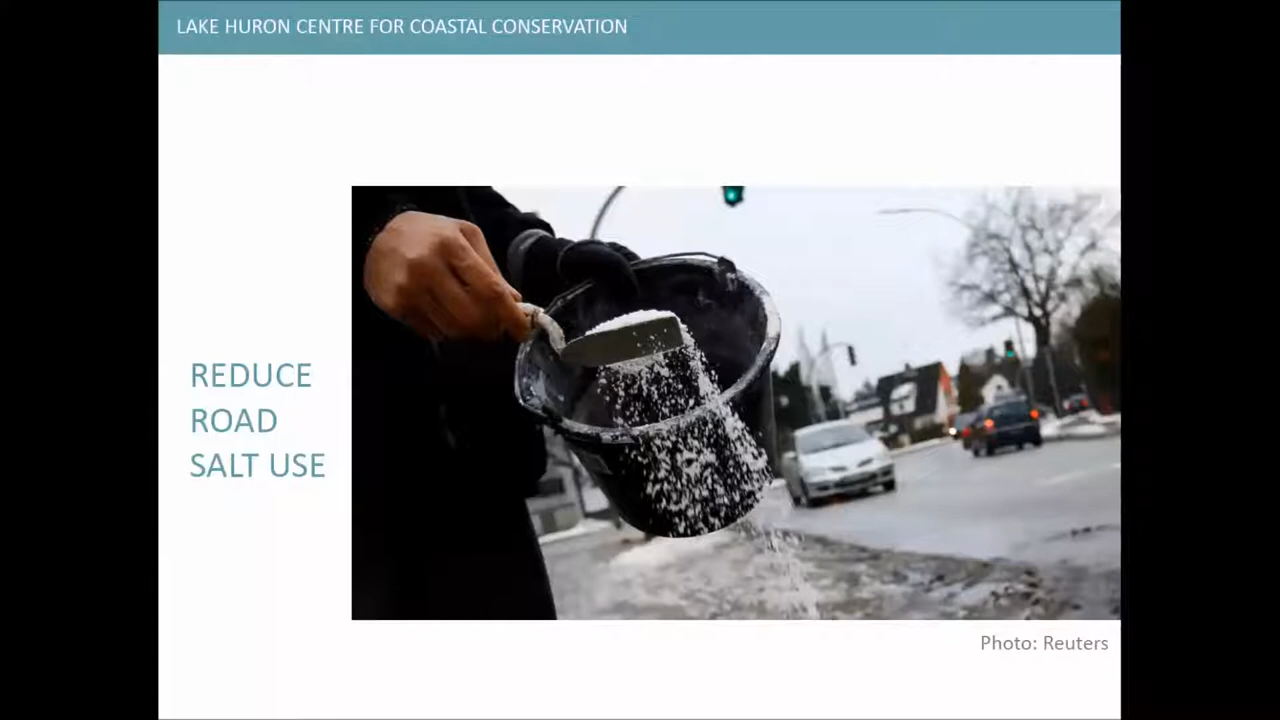 LAKE HURON CENTRE FOR COASTAL CONSERVATION
REDUCE
ROAD
SALT USE
Photo: Reuters